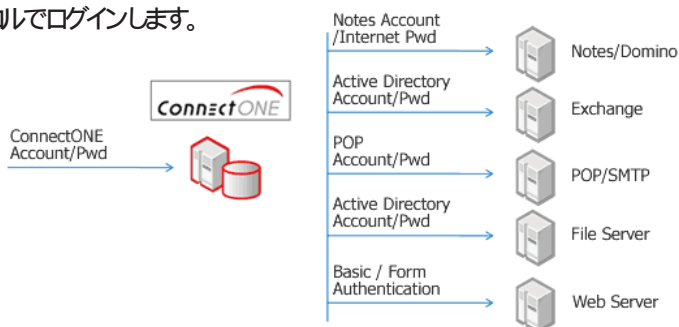 ルでログインします。
ConnectONE
ConnectONE
Account/Pwd
Notes Account
/Internet Pwd
Notes/Domino
Active Directory
Account/Pwd
Exchange
POP
Account/Pwd
POP/SMTP
Active Directory
Account/Pwd
File Server
Basic / Form
Authentication
Web Server